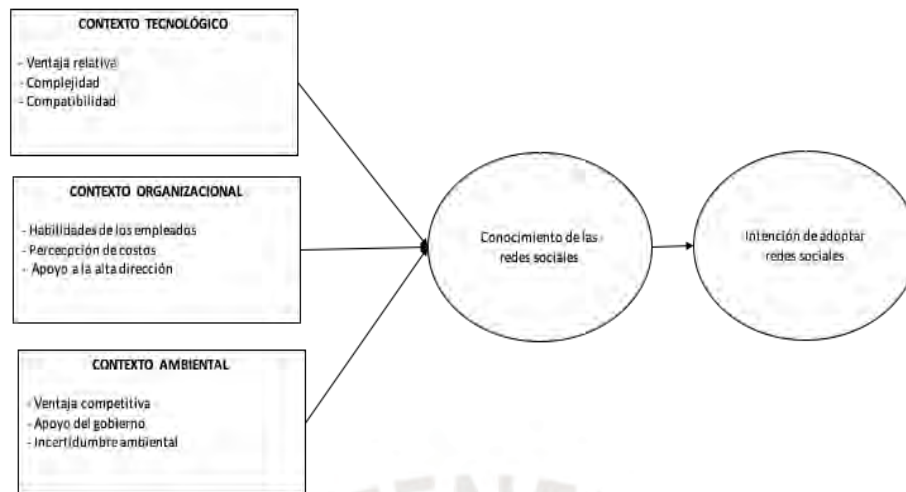 CONTEXTO TECNOLÓGICO
- Ventaja relativa
- Complejidad
- Compatibilidad
CONTEXTO ORGANIZACIONAL
- Habilidades de los empleados
- Percepción de costos
- Apoyo a la alta dirección
CONTEXTO AMBIENTAL
- Ventaja competitiva
- Apoyo del gobierno
- Incertidumbre ambiental
Conocimiento de las
redes sociales
Intención de adoptar
redes sociales